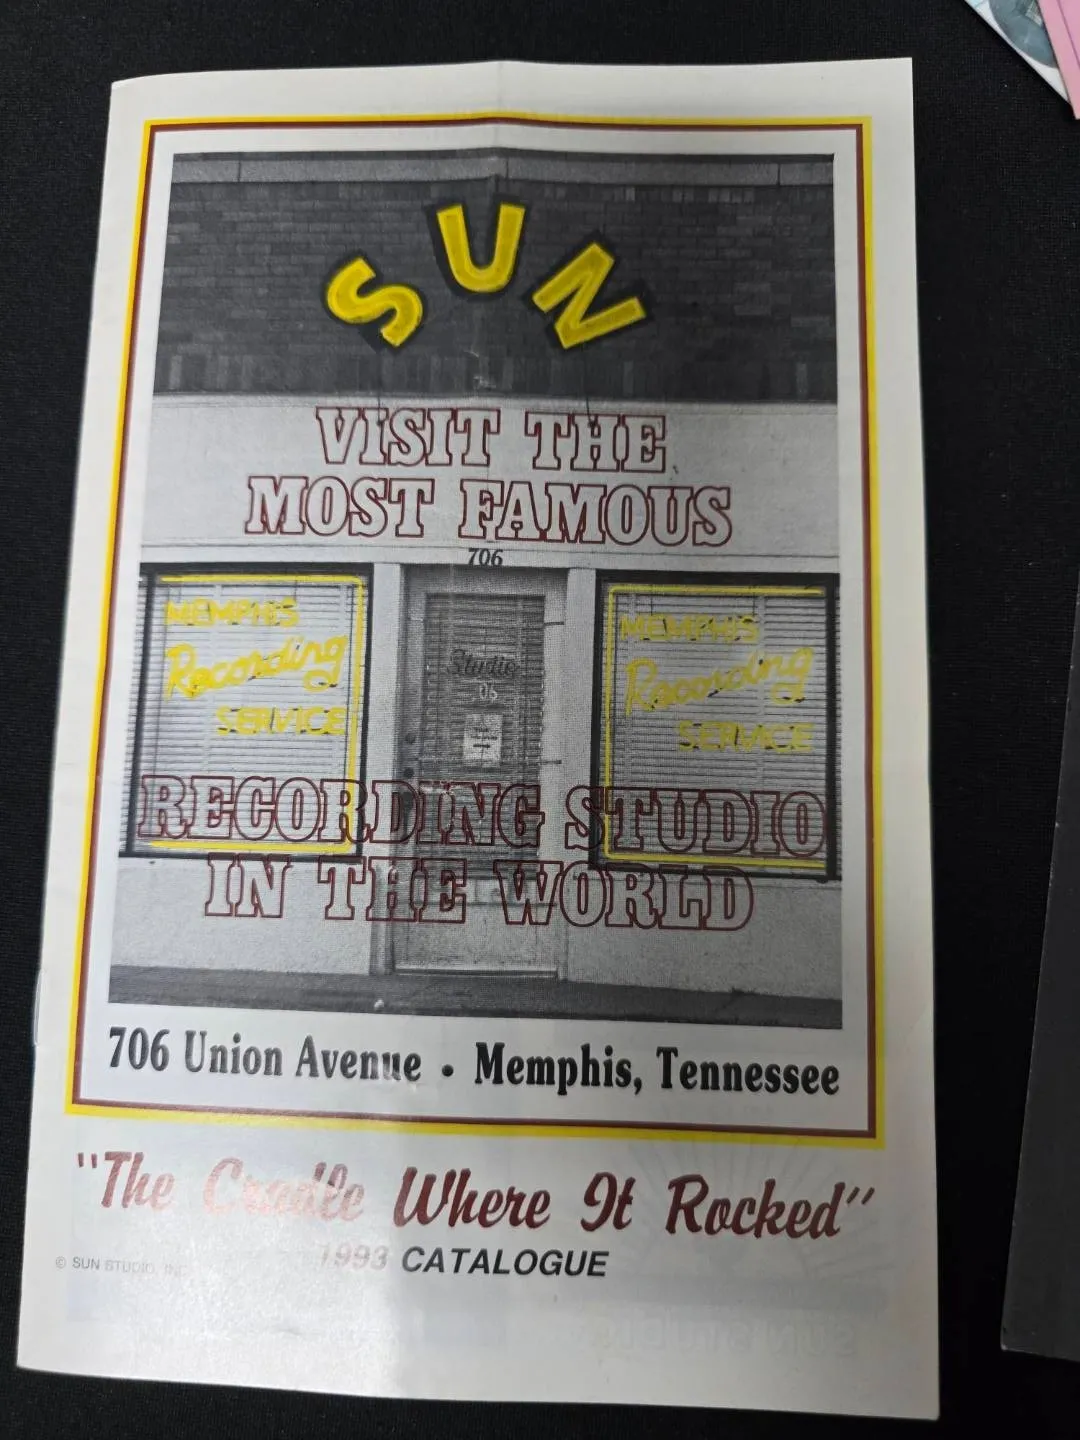 SUN
VISIT THE
MOST FAMOUS
706
MEMPHIS
Recording
SERVICE
Studio
MEMPHIS
Recording
SERVICE
RECORDING STUDIO
IN THE WORLD
706 Union Avenue • Memphis, Tennessee
"The Cradle Where It Rocked"
1993 CATALOGUE
© SUN STUDIO, INC